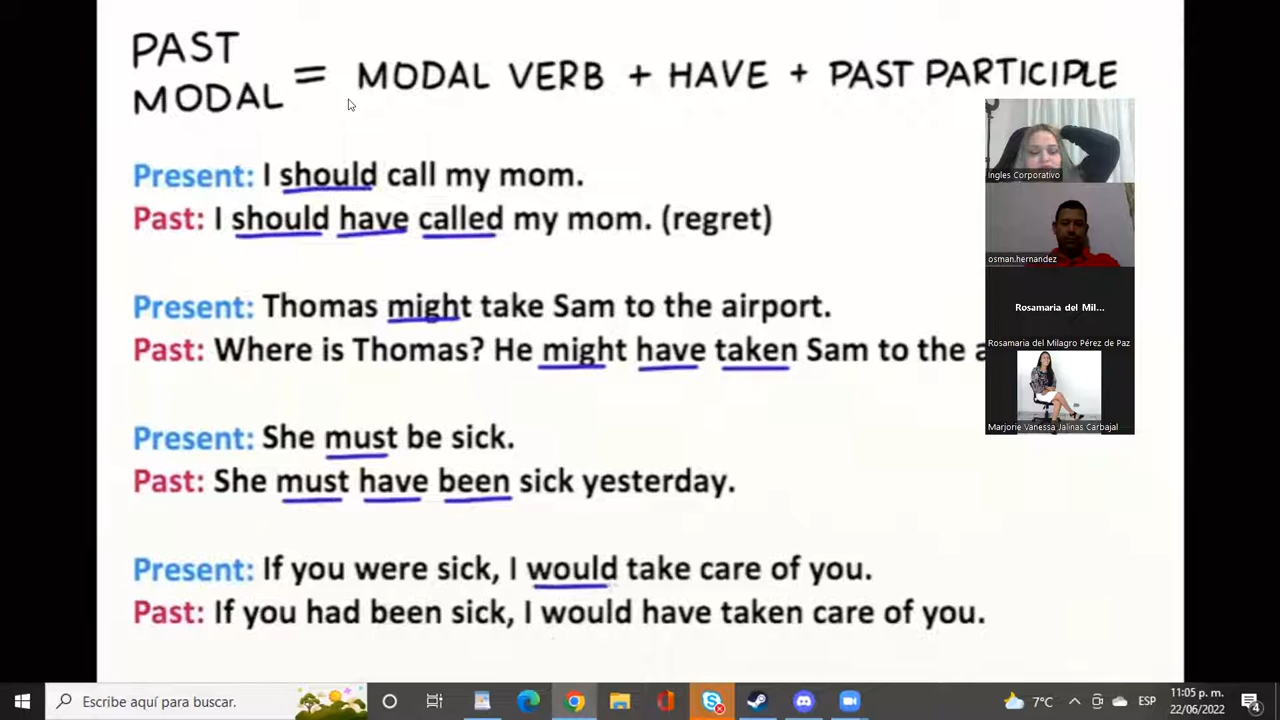 PAST
MODAL = MODAL VERB + HAVE + PAST PARTICIPLE
Present: I should call my mom.
Past: I should have called my mom. (regret)
Present: Thomas might take Sam to the airport.
Past: Where is Thomas? He might have taken Sam to the a
Present: She must be sick.
Past: She must have been sick yesterday.
Present: If you were sick, I would take care of you.
Past: If you had been sick, I would have taken care of you.
Ingles Corporativo
osman.hernandez
Rosamaria del Mil...
Rosamaria del Milagro Pérez de Paz
Marjorie Vanessa Jalinas Carbajal
Escribe aquí para buscar.
7°C
ESP
11:05 p. m.
22/06/2022
4